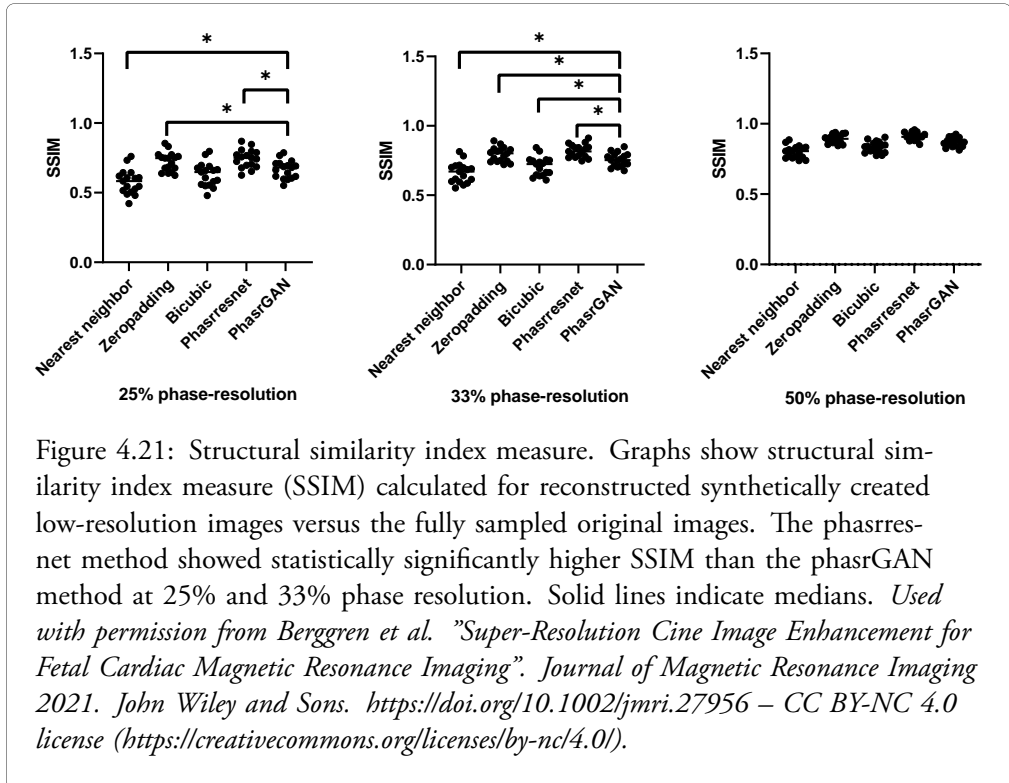 *
*
*
1.5
1.0
0.5
0.0
SSIM
Nearest neighbor
Zeropadding
Bicubic
Phasrresnet
PhasrGAN
25% phase-resolution
*
*
*
*
1.5
1.0
0.5
0.0
SSIM
Nearest neighbor
Zeropadding
Bicubic
Phasrresnet
PhasrGAN
33% phase-resolution
1.5
1.0
0.5
0.0
SSIM
Nearest neighbor
Zeropadding
Bicubic
Phasrresnet
PhasrGAN
50% phase-resolution
Figure 4.21: Structural similarity index measure. Graphs show structural sim-
ilarity index measure (SSIM) calculated for reconstructed synthetically created
low-resolution images versus the fully sampled original images. The phasrres-
net method showed statistically significantly higher SSIM than the phasrGAN
method at 25% and 33% phase resolution. Solid lines indicate medians. Used
with permission from Berggren et al. ”Super-Resolution Cine Image Enhancement for
Fetal Cardiac Magnetic Resonance Imaging”. Journal of Magnetic Resonance Imaging
2021. John Wiley and Sons. https://doi.org/10.1002/jmri.27956 – CC BY-NC 4.0
license (https://creativecommons.org/licenses/by-nc/4.0/).